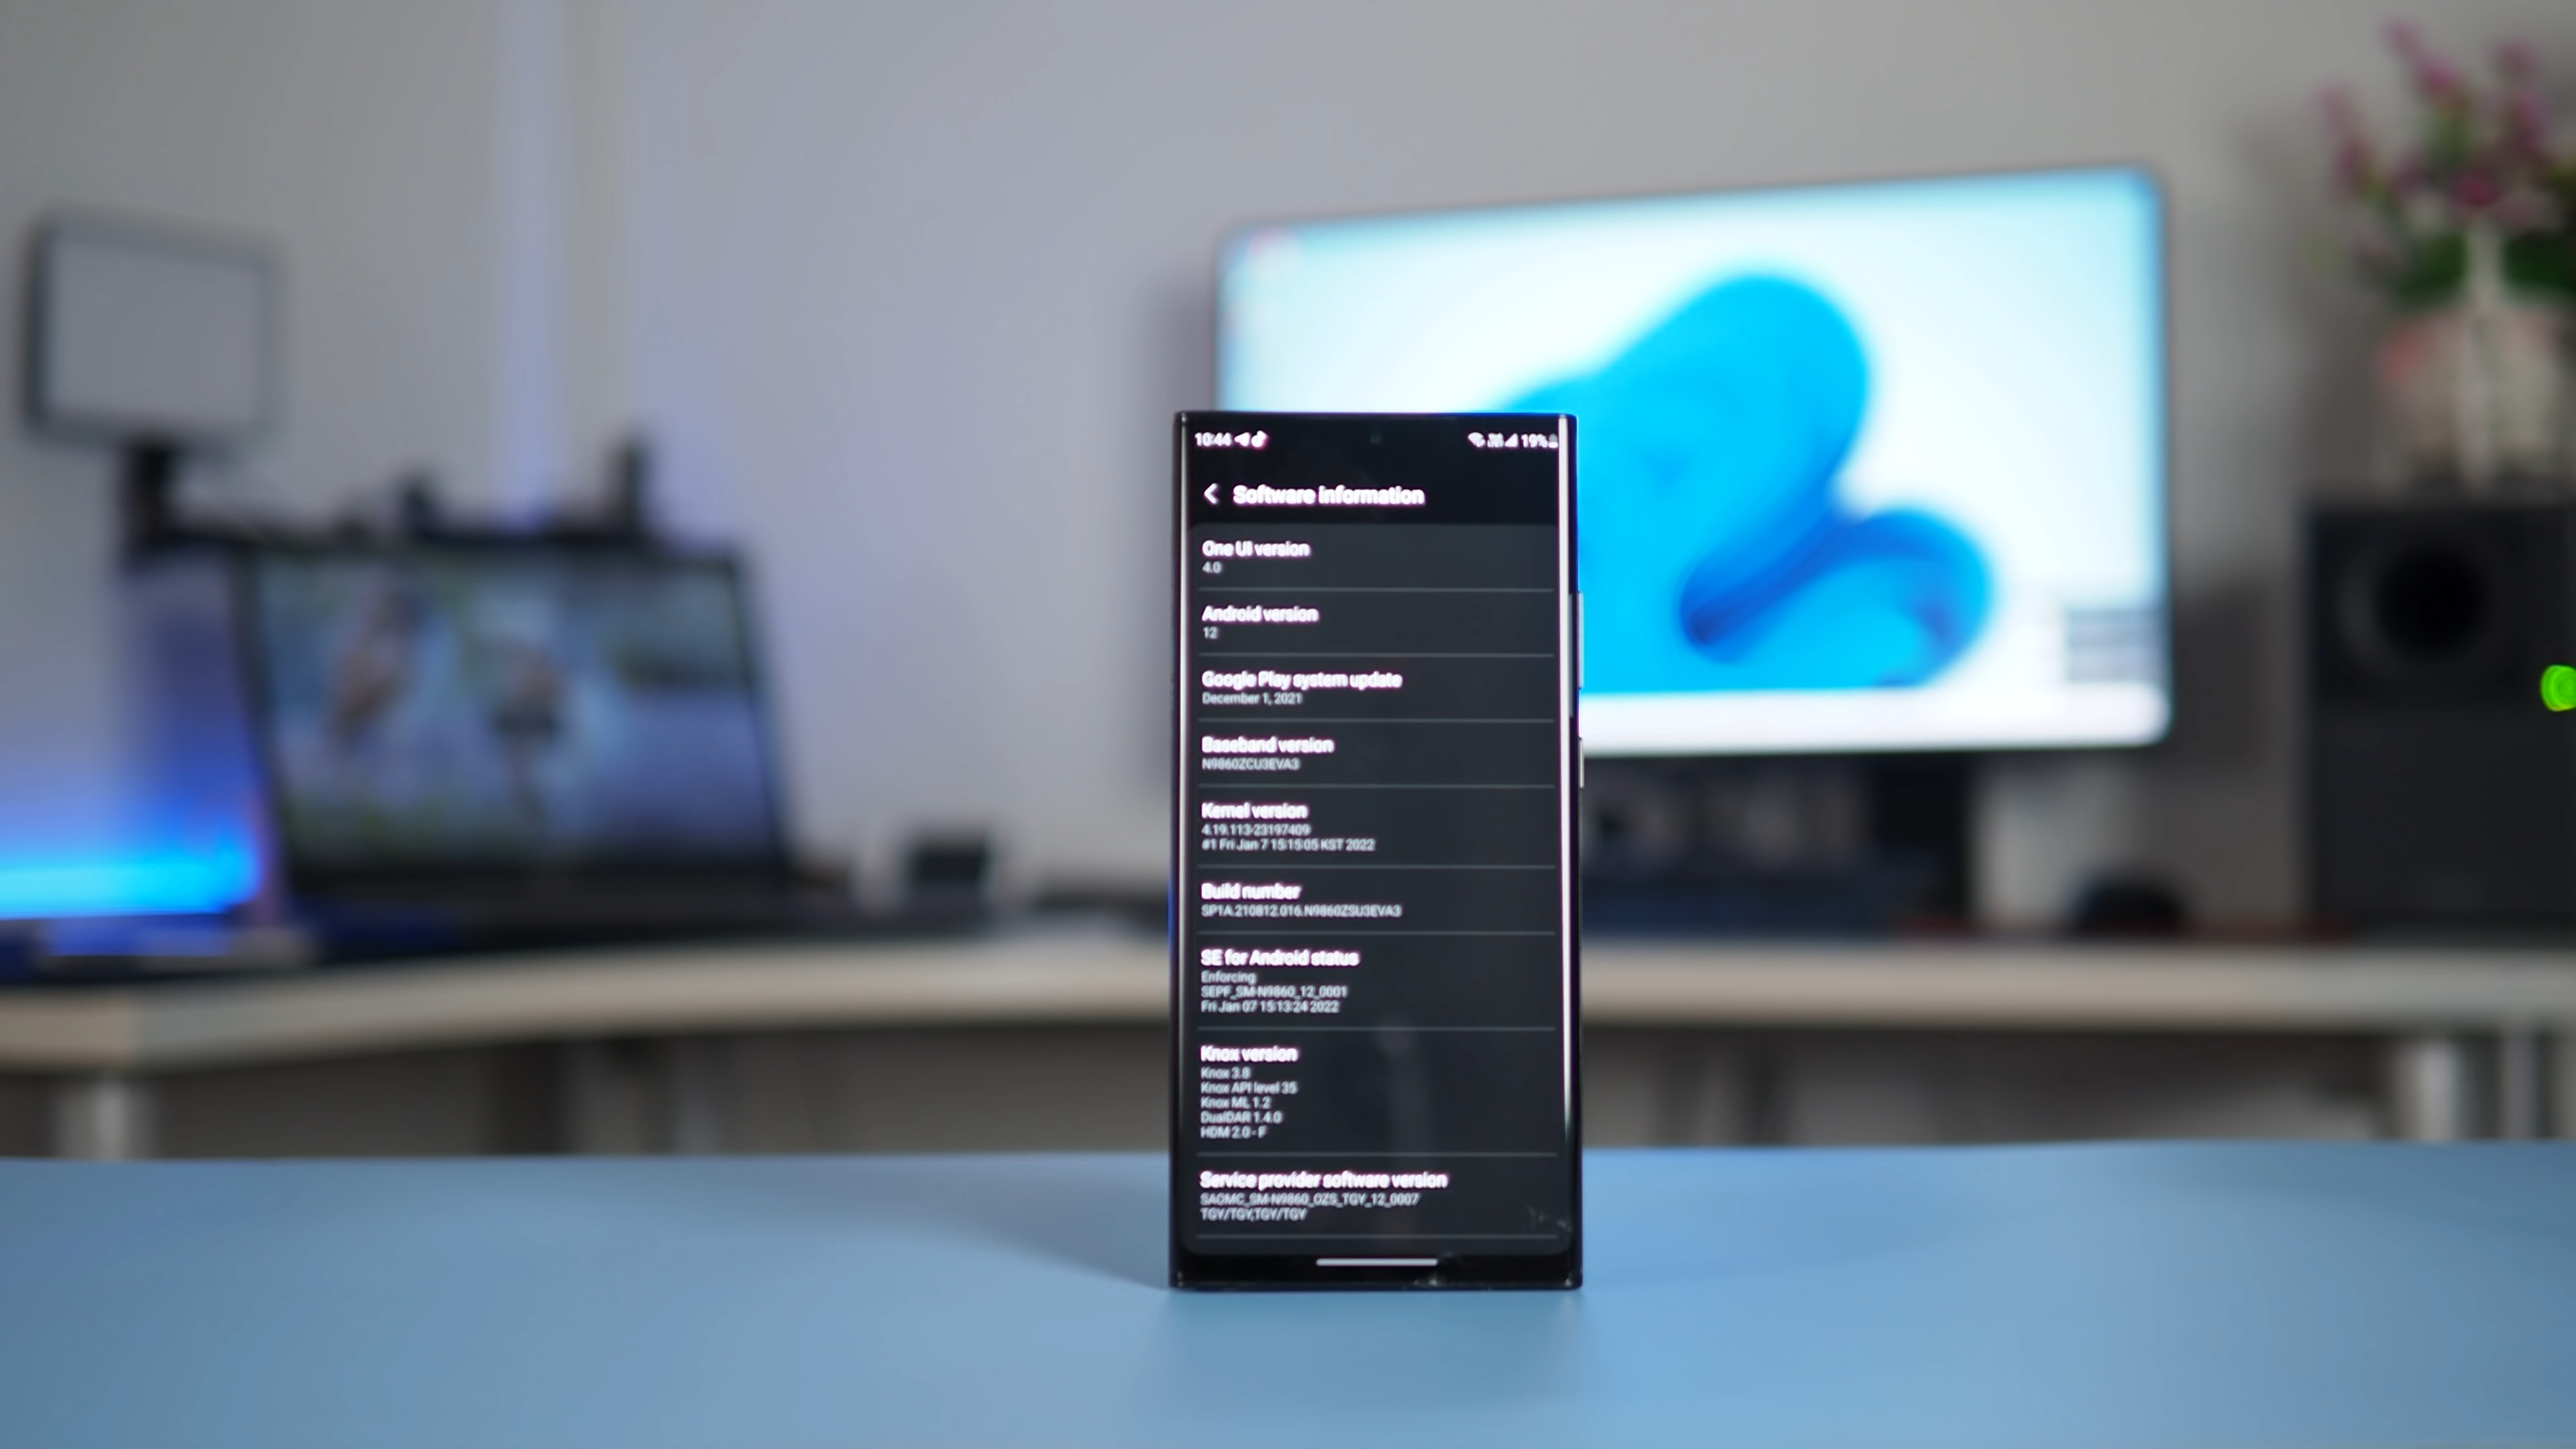 10:44
19%
Software information
One UI version
4.0
Android version
12
Google Play system update
December 1, 2021
Baseband version
N9860ZCU3EVA3
Kernel version
4.19.113-23197409
#1 Fri Jan 7 15:15:05 KST 2022
Build number
SP1A.210812.016.N9860ZSU3EVA3
SE for Android status
Enforcing
SEPF_SM-N9860_12_0001
Fri Jan 07 15:13:24 2022
Knox version
Knox 3.8
Knox API level 35
Knox ML 1.2
DualDAR 1.4.0
HDM 2.0 - F
Service provider software version
SAOMC_SM-N9860_OZS_TGY_12_0007
TGY/TGY,TGY/TGY